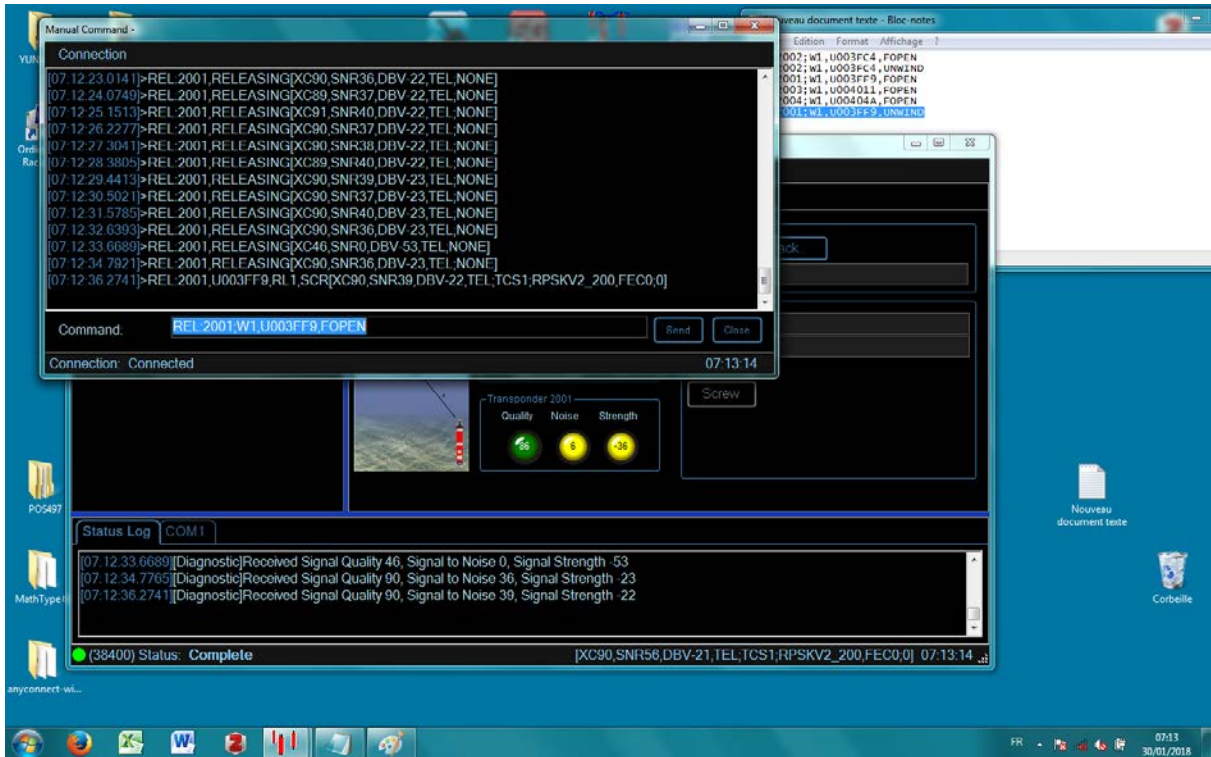 Manual Command -
Connection
[07:12:23.0141]>REL:2001,RELEASING[XC90,SNR36,DBV-22,TEL,NONE]
[07:12:24.0749]>REL:2001,RELEASING[XC89,SNR37,DBV-22,TEL,NONE]
[07:12:25.1513]>REL:2001,RELEASING[XC91,SNR40,DBV-22,TEL,NONE]
[07:12:26.2277]>REL:2001,RELEASING[XC90,SNR37,DBV-22,TEL,NONE]
[07:12:27.3041]>REL:2001,RELEASING[XC90,SNR38,DBV-22,TEL,NONE]
[07:12:28.3805]>REL:2001,RELEASING[XC89,SNR40,DBV-22,TEL,NONE]
[07:12:29.4413]>REL:2001,RELEASING[XC90,SNR39,DBV-23,TEL,NONE]
[07:12:30.5021]>REL:2001,RELEASING[XC90,SNR37,DBV-23,TEL;NONE]
[07:12:31.5785]>REL:2001,RELEASING[XC90,SNR40,DBV-23,TEL,NONE]
[07:12:32.6393]>REL:2001,RELEASING[XC90,SNR36,DBV-23,TEL;NONE]
[07:12:33.6689]>REL:2001,RELEASING[XC46,SNR0,DBV-53,TEL,NONE]
[07:12:34.7921]>REL:2001,RELEASING[XC90,SNR36,DBV-23,TEL;NONE]
[07:12:36.2741]>REL:2001,U003FF9,RL1,SCR[XC90,SNR39,DBV-22,TEL;TCS1;RPSKV2_200,FEC0;0]
Command:
REL:2001;W1,U003FF9,FOPEN
Send
Close
Connection: Connected
07:13:14
uveau document texte - Bloc-notes
Edition Format Affichage ?
002;W1,U003FC4,FOPEN
002;W1,U003FC4,UNWIND
001;W1,U003FF9,FOPEN
003;W1,U004011,FOPEN
004;W1,U00404A,FOPEN
001;W1,U003FF9,UNWIND
Screw
Transponder 2001
Quality Noise Strength
86 6 -36
Status Log
COM1
[07:12:33.6689][Diagnostic]Received Signal Quality 46, Signal to Noise 0, Signal Strength -53
[07:12:34.7765][Diagnostic]Received Signal Quality 90, Signal to Noise 36, Signal Strength -23
[07:12:36.2741][Diagnostic]Received Signal Quality 90, Signal to Noise 39, Signal Strength -22
(38400) Status: Complete
[XC90,SNR56,DBV-21,TEL;TCS1;RPSKV2_200,FEC0;0] 07:13:14
YUN
Ordi
Rac
POS497
MathType
anyconnect-wi...
Nouveau
document texte
Corbeille
FR
07:13
30/01/2018